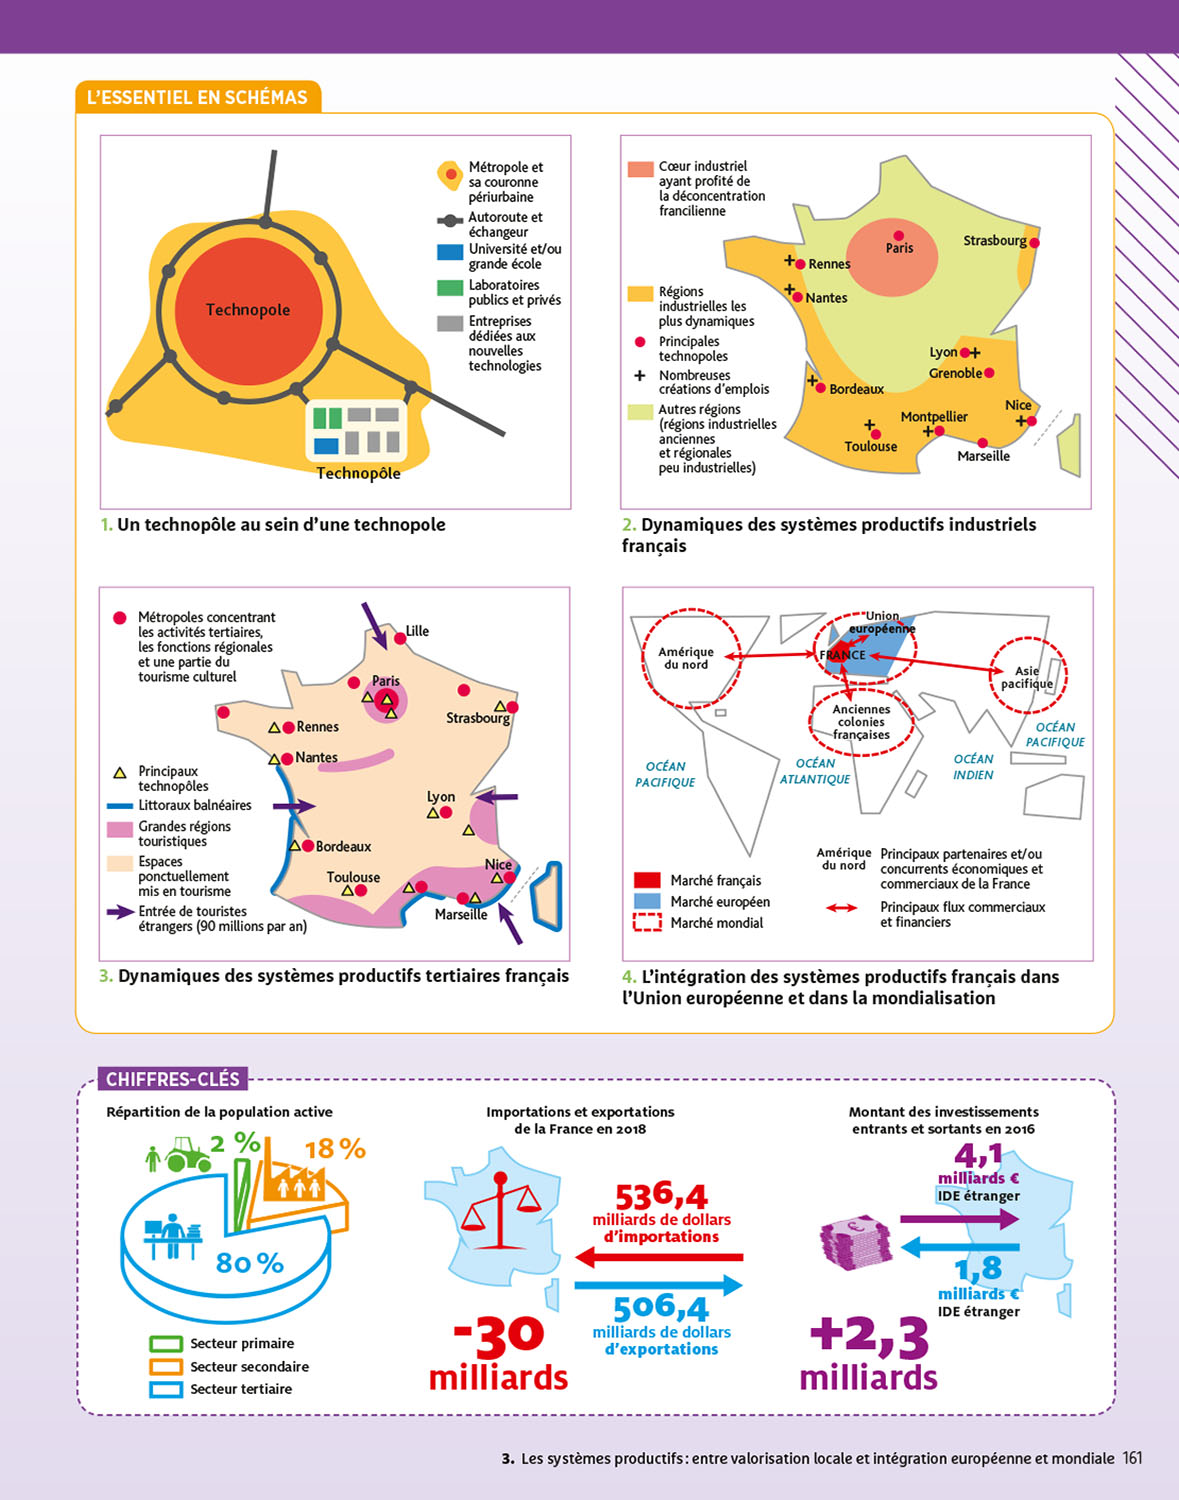 L'ESSENTIEL EN SCHÉMAS
Technopole
Technopôle
Métropole et
sa couronne
périurbaine
Autoroute et
échangeur
Université et/ou
grande école
Laboratoires
publics et privés
Entreprises
dédiées aux
nouvelles
technologies
1. Un technopôle au sein d'une technopole
Cœur industriel
ayant profité de
la déconcentration
francilienne
Régions
industrielles les
plus dynamiques
Principales
technopoles
Nombreuses
créations d'emplois
Autres régions
(régions industrielles
anciennes
et régionales
peu industrielles)
Paris
Strasbourg
Rennes
Nantes
Lyon
Grenoble
Bordeaux
Nice
Montpellier
Toulouse
Marseille
2. Dynamiques des systèmes productifs industriels
français
Métropoles concentrant
les activités tertiaires,
les fonctions régionales
et une partie du
tourisme culturel
Principaux
technopôles
Littoraux balnéaires
Grandes régions
touristiques
Espaces
ponctuellement
mis en tourisme
Entrée de touristes
étrangers (90 millions par an)
Lille
Paris
Strasbourg
Rennes
Nantes
Lyon
Bordeaux
Nice
Toulouse
Marseille
3. Dynamiques des systèmes productifs tertiaires français
Union
européenne
Amérique
du nord
FRANCE
Asie
pacifique
Anciennes
colonies
françaises
OCÉAN
PACIFIQUE
OCÉAN
ATLANTIQUE
OCÉAN
INDIEN
OCÉAN
PACIFIQUE
Marché français
Marché européen
Marché mondial
Amérique
du nord
Principaux partenaires et/ou
concurrents économiques et
commerciaux de la France
Principaux flux commerciaux
et financiers
4. L'intégration des systèmes productifs français dans
l'Union européenne et dans la mondialisation
CHIFFRES-CLÉS
Répartition de la population active
2 %
18 %
80 %
Secteur primaire
Secteur secondaire
Secteur tertiaire
Importations et exportations
de la France en 2018
536,4
milliards de dollars
d'importations
506,4
milliards de dollars
d'exportations
-30
milliards
Montant des investissements
entrants et sortants en 2016
4,1
milliards €
IDE étranger
€
1,8
milliards €
IDE étranger
+2,3
milliards
3. Les systèmes productifs : entre valorisation locale et intégration européenne et mondiale 161